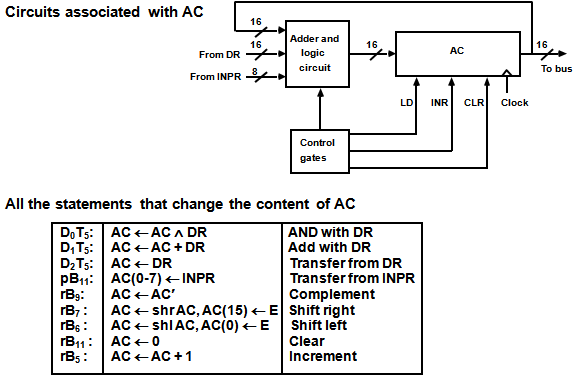 Circuits associated with AC
16
16
From DR
8
From INPR
Adder and
logic
circuit
16
AC
16
To bus
LD INR CLR Clock
Control
gates
All the statements that change the content of AC
D₀T₅: AC ← AC ∧ DR AND with DR
D₁T₅: AC ← AC + DR Add with DR
D₂T₅: AC ← DR Transfer from DR
pB₁₁: AC(0-7) ← INPR Transfer from INPR
rB₉: AC ← AC′ Complement
rB₇ : AC ← shr AC, AC(15) ← E Shift right
rB₆ : AC ← shl AC, AC(0) ← E Shift left
rB₁₁ : AC ← 0 Clear
rB₅ : AC ← AC + 1 Increment